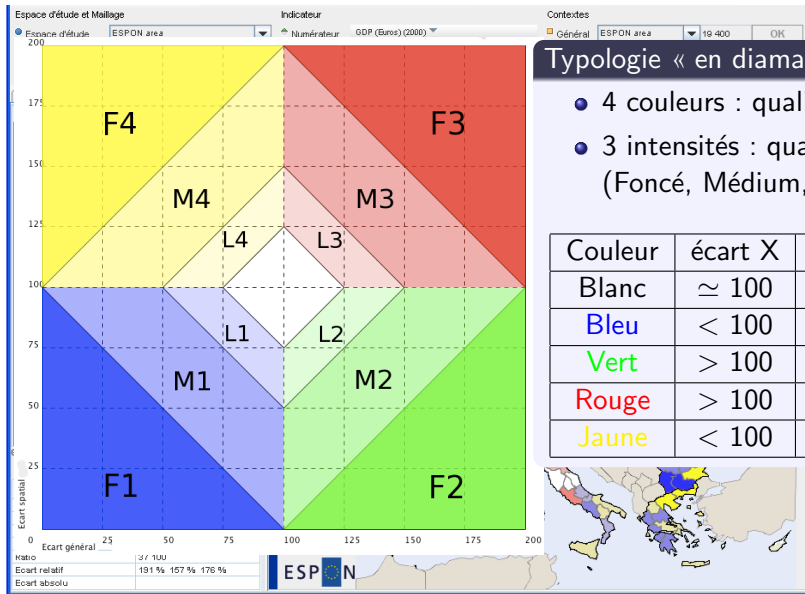 Espace d'étude et Maillage
Indicateur
Contextes
Espace d'étude ESPON area
Numérateur GDP (Euros) (2000)
Général ESPON area 19 400 OK
Typologie « en diama
4 couleurs : quali
3 intensités : qua
(Foncé, Médium,
Couleur écart X
Blanc ≃ 100
Bleu < 100
Vert > 100
Rouge > 100
Jaune < 100
200
175
150
125
100
75
50
25
F4
F3
M4
M3
L4
L3
L1
L2
M1
M2
F1
F2
Ecart spatial
0 25 50 75 100 125 150 175 200
Ecart général
Ratio 37 100
Ecart relatif 191 % 157 % 176 %
Ecart absolu
ESPON